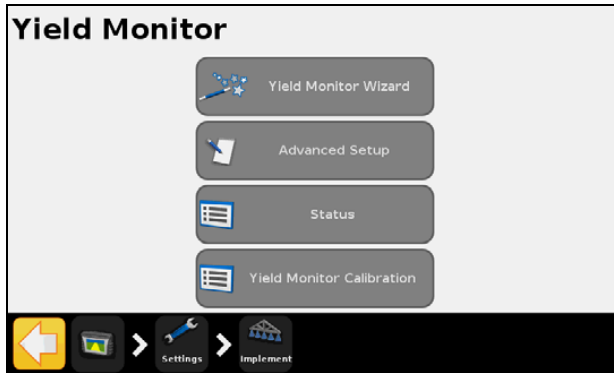 Yield Monitor
Yield Monitor Wizard
Advanced Setup
Status
Yield Monitor Calibration
Settings
Implement